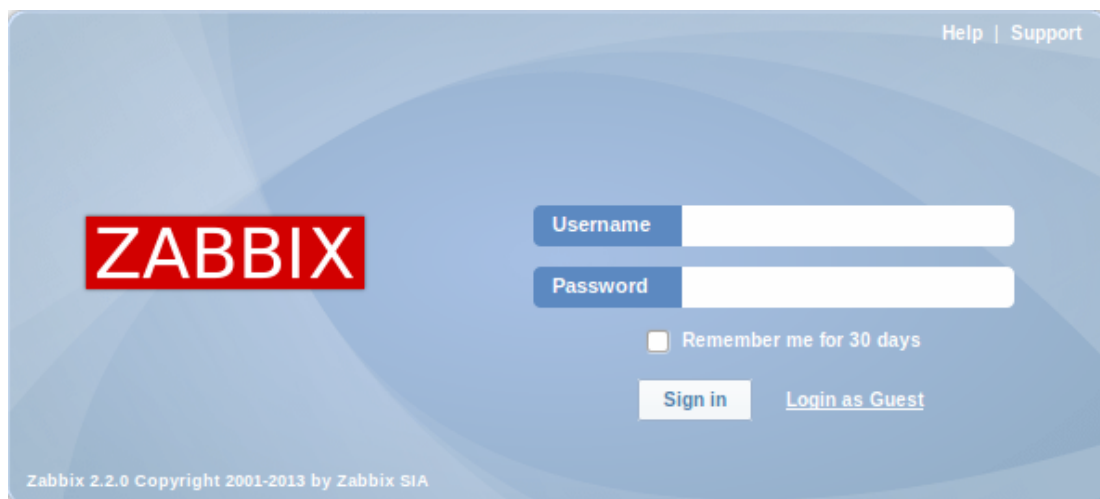 Help | Support
ZABBIX
Username
Password
Remember me for 30 days
Sign in Login as Guest
Zabbix 2.2.0 Copyright 2001-2013 by Zabbix SIA